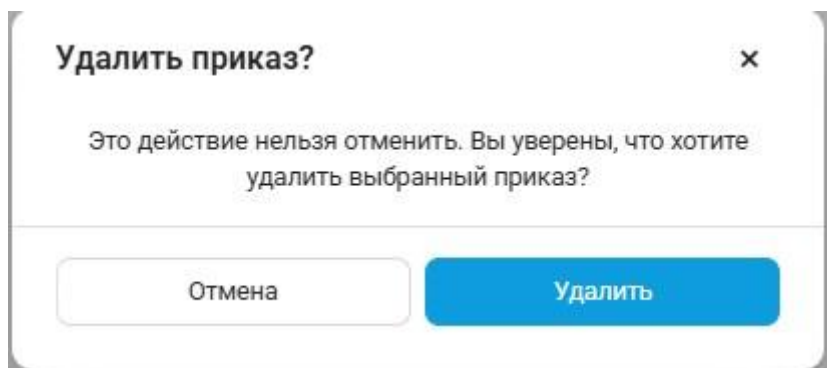 Удалить приказ?
Это действие нельзя отменить. Вы уверены, что хотите
удалить выбранный приказ?
Отмена
Удалить